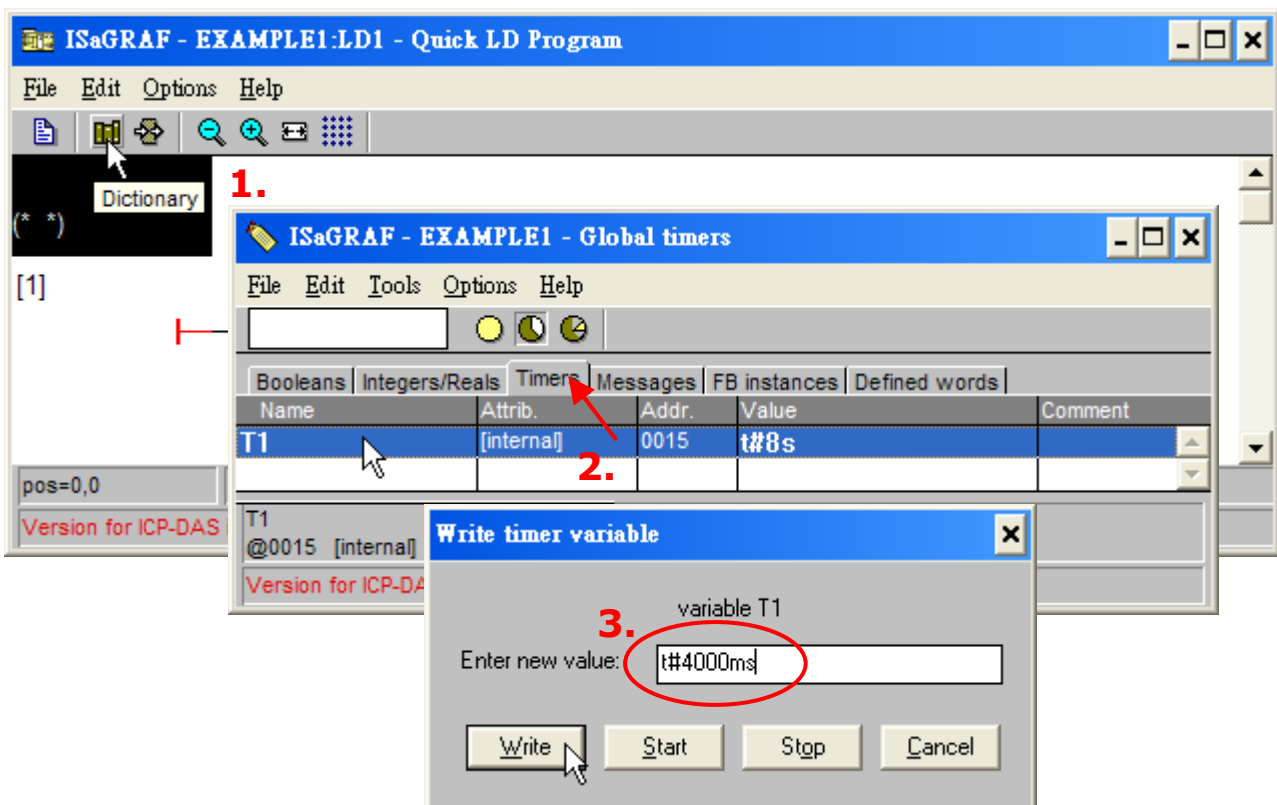 ISaGRAF - EXAMPLE1:LD1 - Quick LD Program
File Edit Options Help
Dictionary
1.
(* *)
[1]
ISaGRAF - EXAMPLE1 - Global timers
File Edit Tools Options Help
Booleans Integers/Reals Timers Messages FB instances Defined words
Name Attrib. Addr. Value Comment
T1 [internal] 0015 t#8s
2.
pos=0,0
Version for ICP-DAS
T1
@0015 [internal]
Version for ICP-DA
Write timer variable
variable T1
3.
Enter new value: t#4000ms
Write Start Stop Cancel